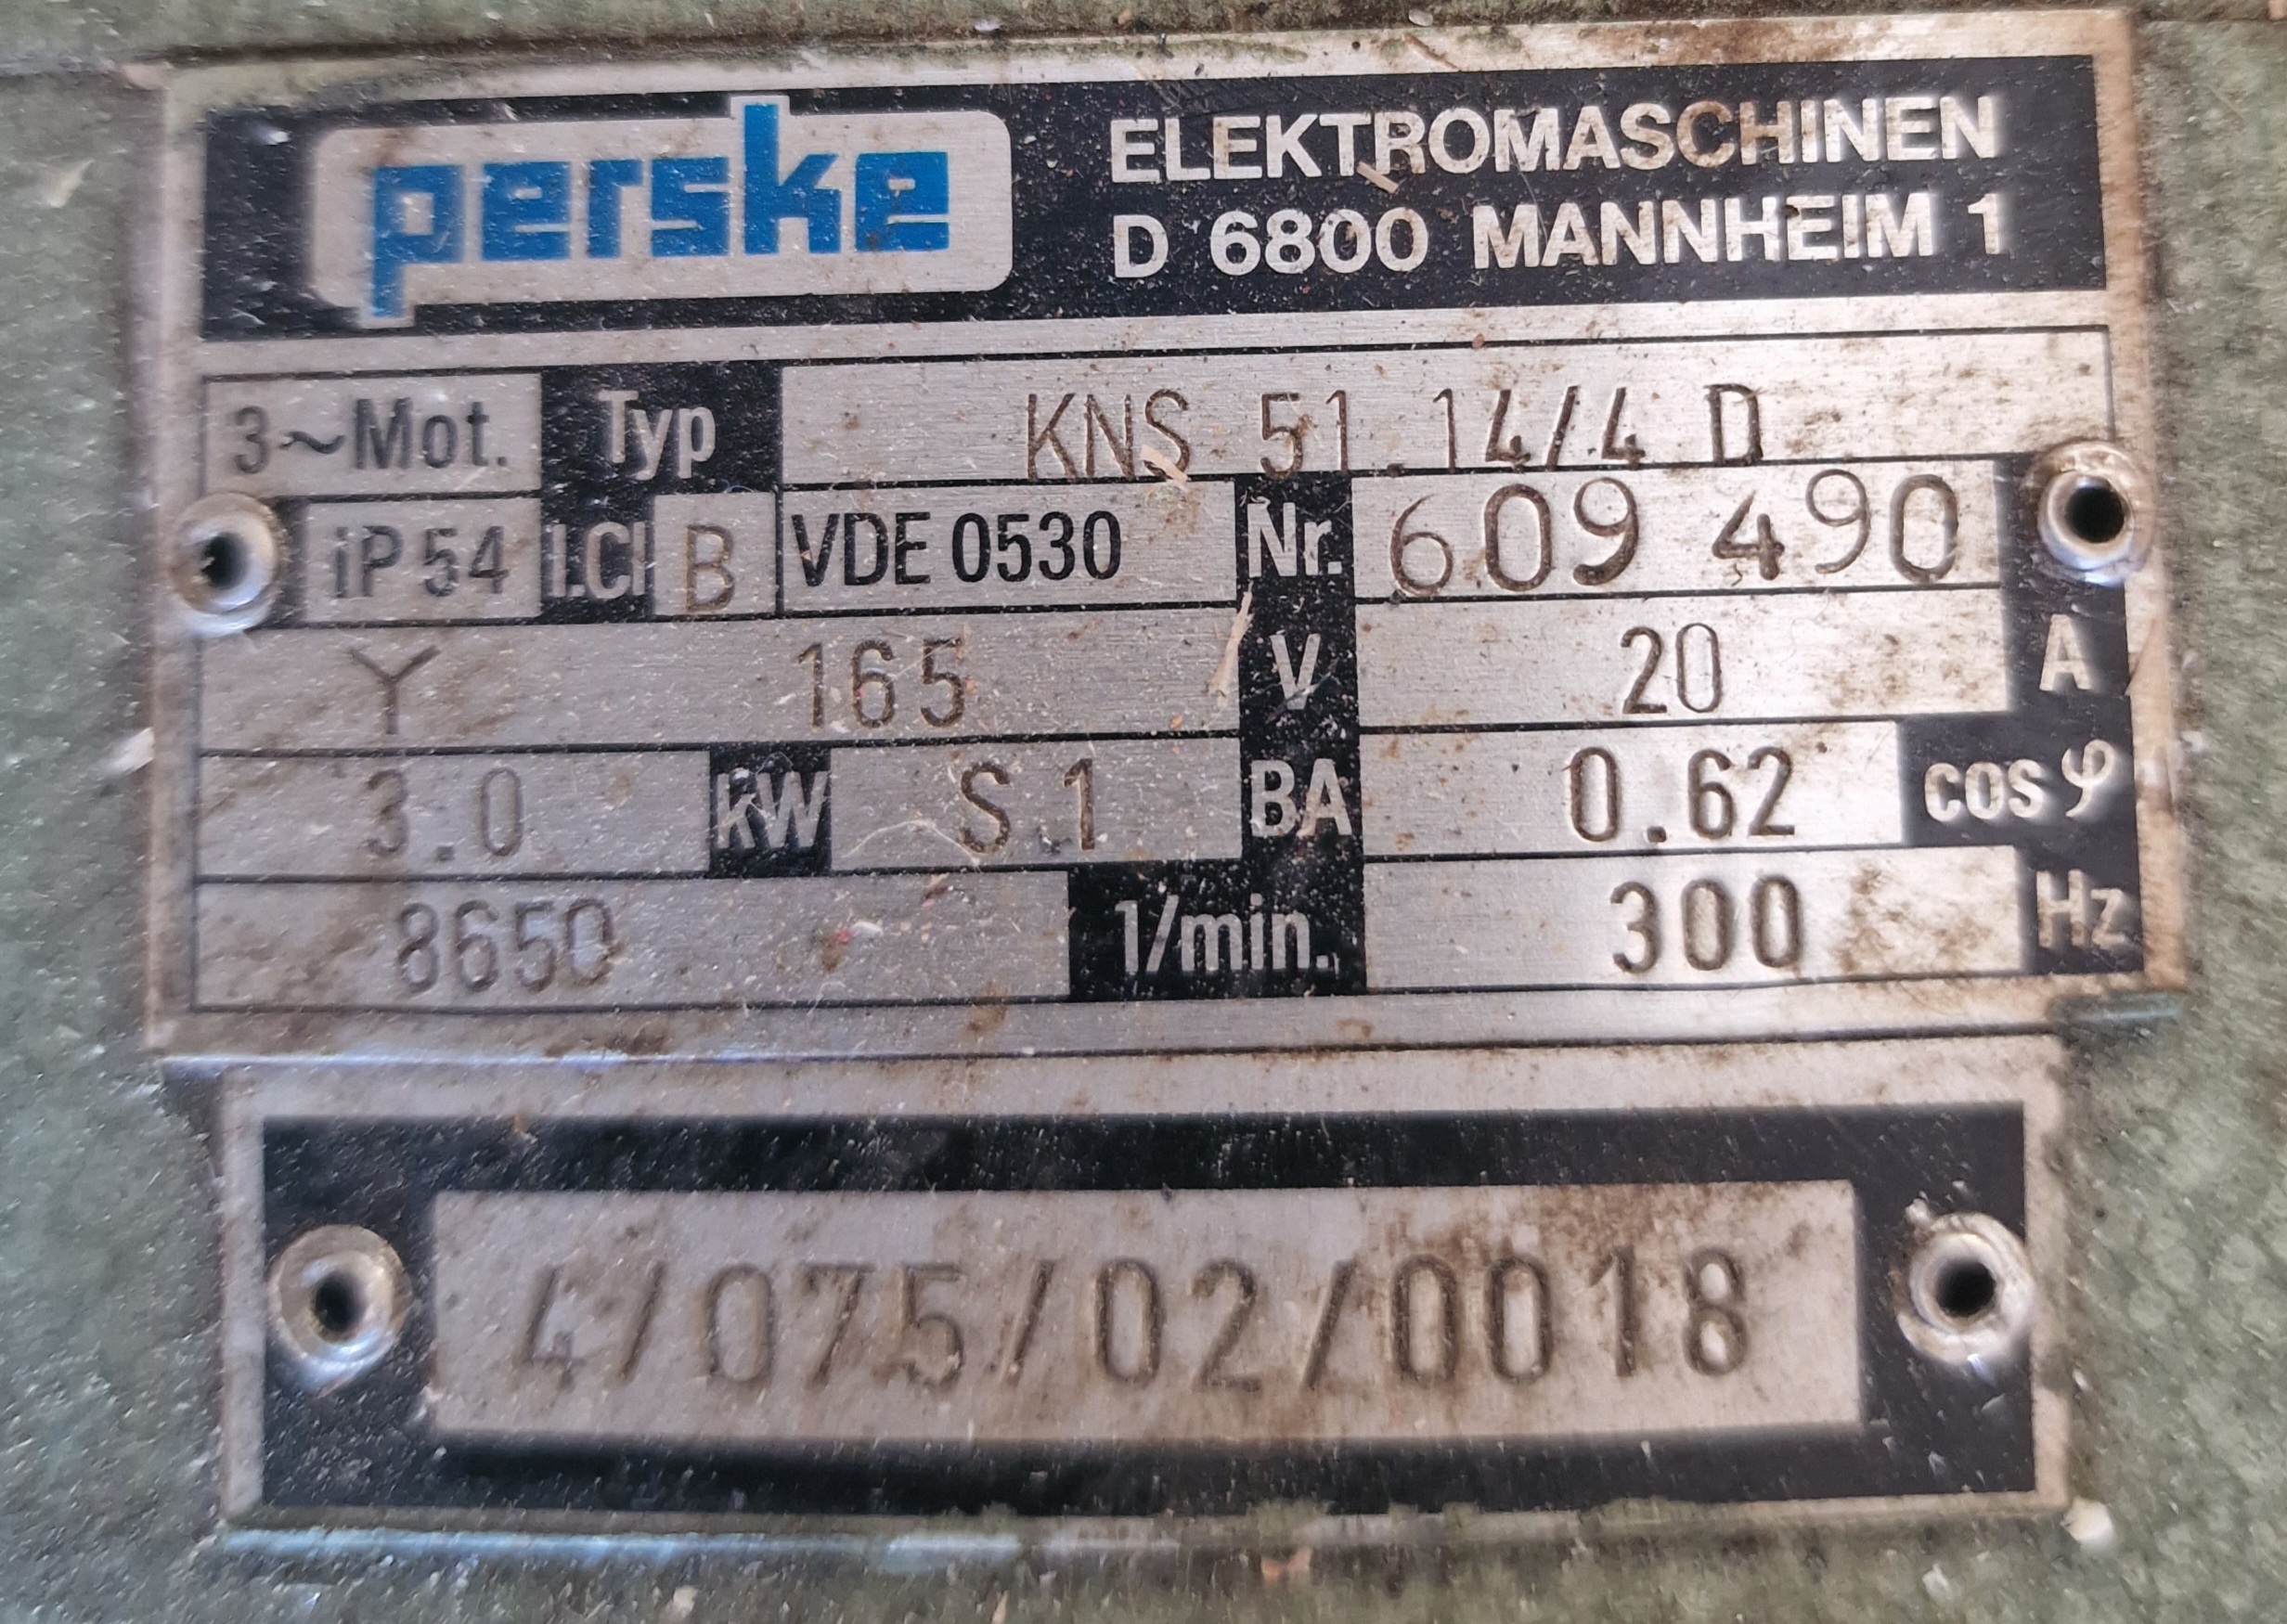 perske
ELEKTROMASCHINEN
D 6800 MANNHEIM 1
3~Mot. Typ KNS 51.14/4 D
iP 54 I.Cl B VDE 0530 Nr. 609 490
Y 165 V 20 A
3.0 kW S 1 BA 0.62 cos φ
8650 1/min. 300 Hz
4/075/02/0018